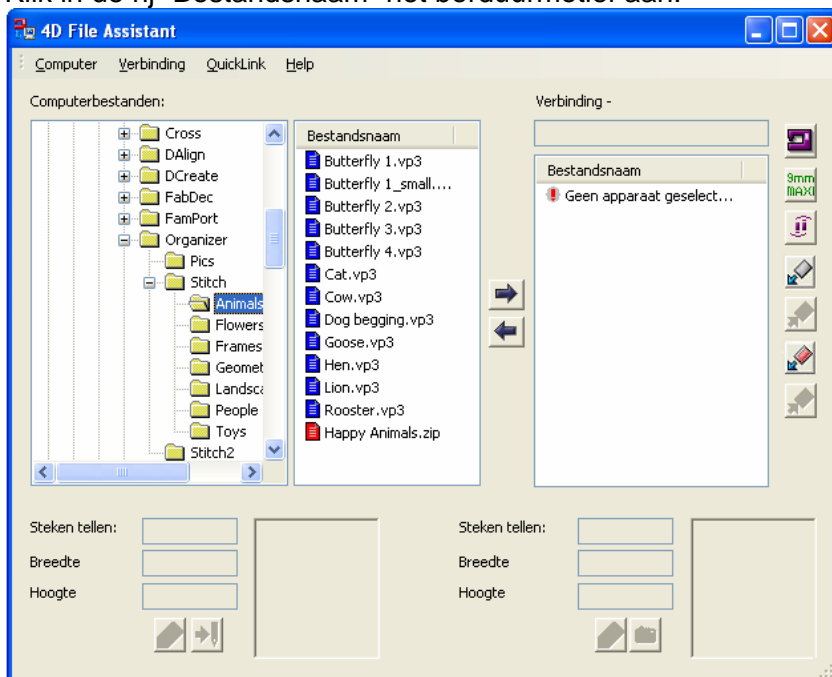 Klik in de rij "Bestandsnaam" het borduurmotief aan.
4D File Assistant
Computer Verbinding QuickLink Help
Computerbestanden:
Verbinding -
Cross
DAlign
DCreate
FabDec
FamPort
Organizer
Pics
Stitch
Animals
Flowers
Frames
Geomet
Landsca
People
Toys
Stitch2
Bestandsnaam
Butterfly 1.vp3
Butterfly 1_small....
Butterfly 2.vp3
Butterfly 3.vp3
Butterfly 4.vp3
Cat.vp3
Cow.vp3
Dog begging.vp3
Goose.vp3
Hen.vp3
Lion.vp3
Rooster.vp3
Happy Animals.zip
Bestandsnaam
Geen apparaat geselect...
9mm
MAXI
Steken tellen:
Breedte
Hoogte
Steken tellen:
Breedte
Hoogte